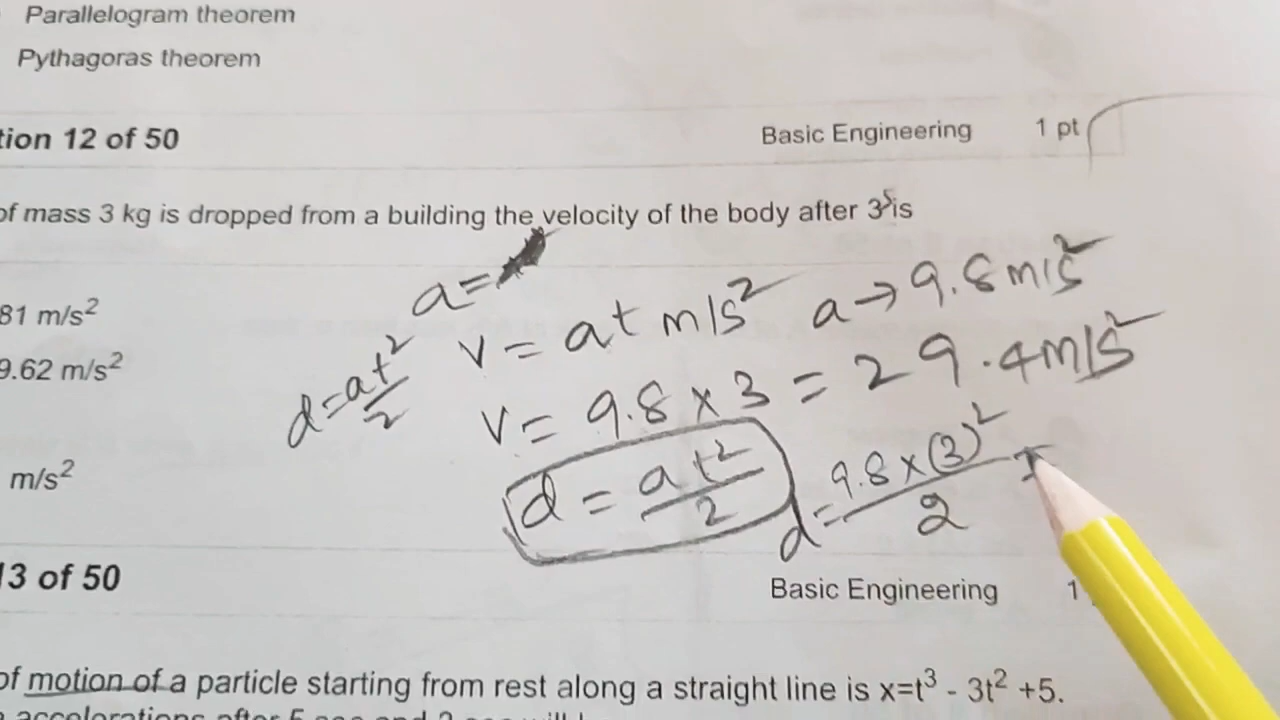 Parallelogram theorem
Pythagoras theorem
tion 12 of 50 Basic Engineering 1 pt
of mass 3 kg is dropped from a building the velocity of the body after 3 s is
a =
81 m/s²
v = at m/s² a → 9.8 m/s²
9.62 m/s²
d = at²/2
v = 9.8 x 3 = 29.4 m/s²
m/s²
d = at²/2 d = 9.8 x (3)²/2
13 of 50 Basic Engineering 1
of motion of a particle starting from rest along a straight line is x=t³ - 3t² +5.